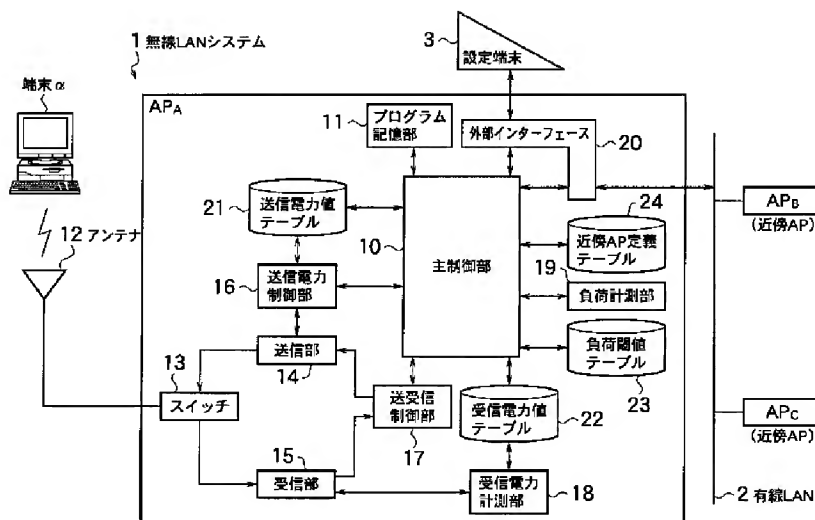 1 無線LANシステム
3
設定端末
端末α
APA
11
プログラム
記憶部
外部インターフェース
20
21
送信電力値
テーブル
10
主制御部
24
近傍AP定義
テーブル
APB
(近傍AP)
12 アンテナ
16
送信電力
制御部
19
負荷計測部
13
スイッチ
送信部
14
負荷閾値
テーブル
23
送受信
制御部
17
受信電力値
テーブル
22
APC
(近傍AP)
15
受信部
受信電力
計測部
18
2 有線LAN